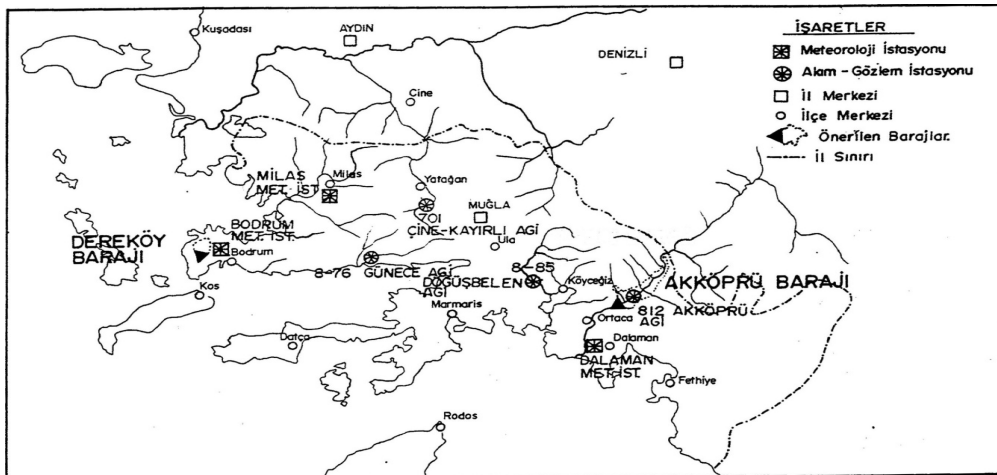 İŞARETLER
Meteoroloji İstasyonu
Alam-Gözlem İstasyonu
İl Merkezi
İlçe Merkezi
Önerilen Barajlar.
İl Sınırı
Kuşadası
AYDIN
DENİZLİ
Çine
MİLAS
MET. İST
Milas
Yatağan
701
ÇİNE-KAYIRLI AGİ
MUĞLA
Ula
DEREKÖY
BARAJI
BODRUM
MET. İST.
Bodrum
8-76 GÜNECE AGİ
8-85
DÖĞÜŞBELEN
AGİ
Köyceğiz
AKKÖPRÜ BARAJI
812 AKKÖPRÜ
AGİ
Kos
Marmaris
Ortaca
Datça
Dalaman
DALAMAN
MET.İST.
Fethiye
Rodos